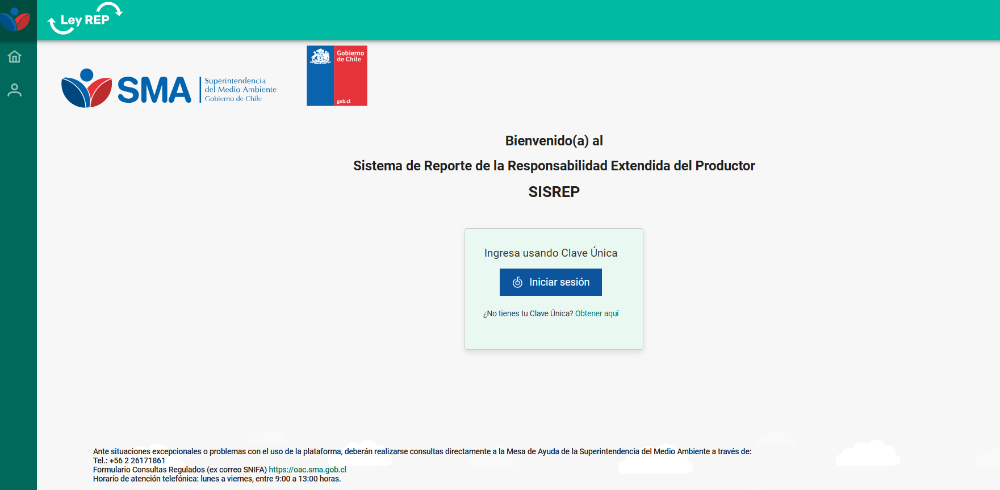 Ley REP
SMA
Superintendencia
del Medio Ambiente
Gobierno de Chile
Gobierno
de Chile
gob.cl
Bienvenido(a) al
Sistema de Reporte de la Responsabilidad Extendida del Productor
SISREP
Ingresa usando Clave Única
Iniciar sesión
¿No tienes tu Clave Única? Obtener aquí
Ante situaciones excepcionales o problemas con el uso de la plataforma, deberán realizarse consultas directamente a la Mesa de Ayuda de la Superintendencia del Medio Ambiente a través de:
Tel.: +56 2 26171861
Formulario Consultas Regulados (ex correo SNIFA) https://oac.sma.gob.cl
Horario de atención telefónica: lunes a viernes, entre 9:00 a 13:00 horas.